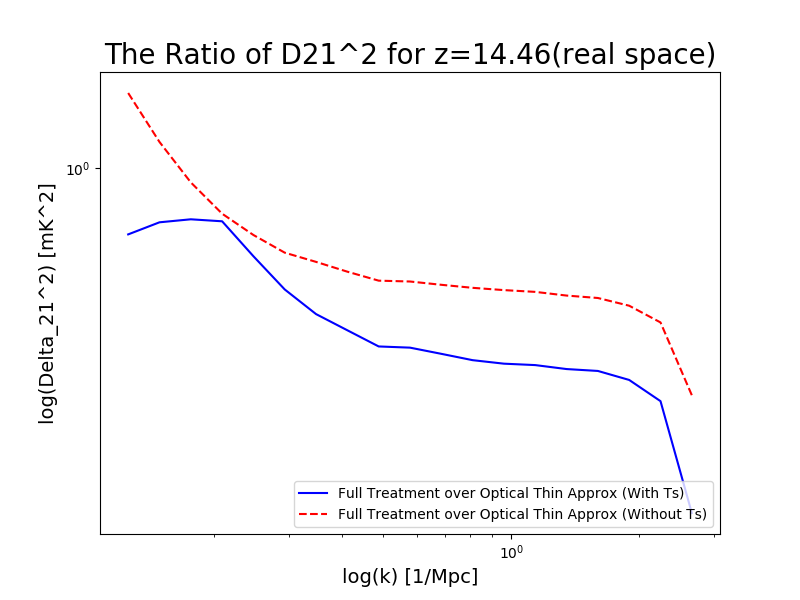 The Ratio of D21^2 for z=14.46(real space)
log(Delta_21^2) [mK^2]
10^0
Full Treatment over Optical Thin Approx (With Ts)
Full Treatment over Optical Thin Approx (Without Ts)
10^0
log(k) [1/Mpc]